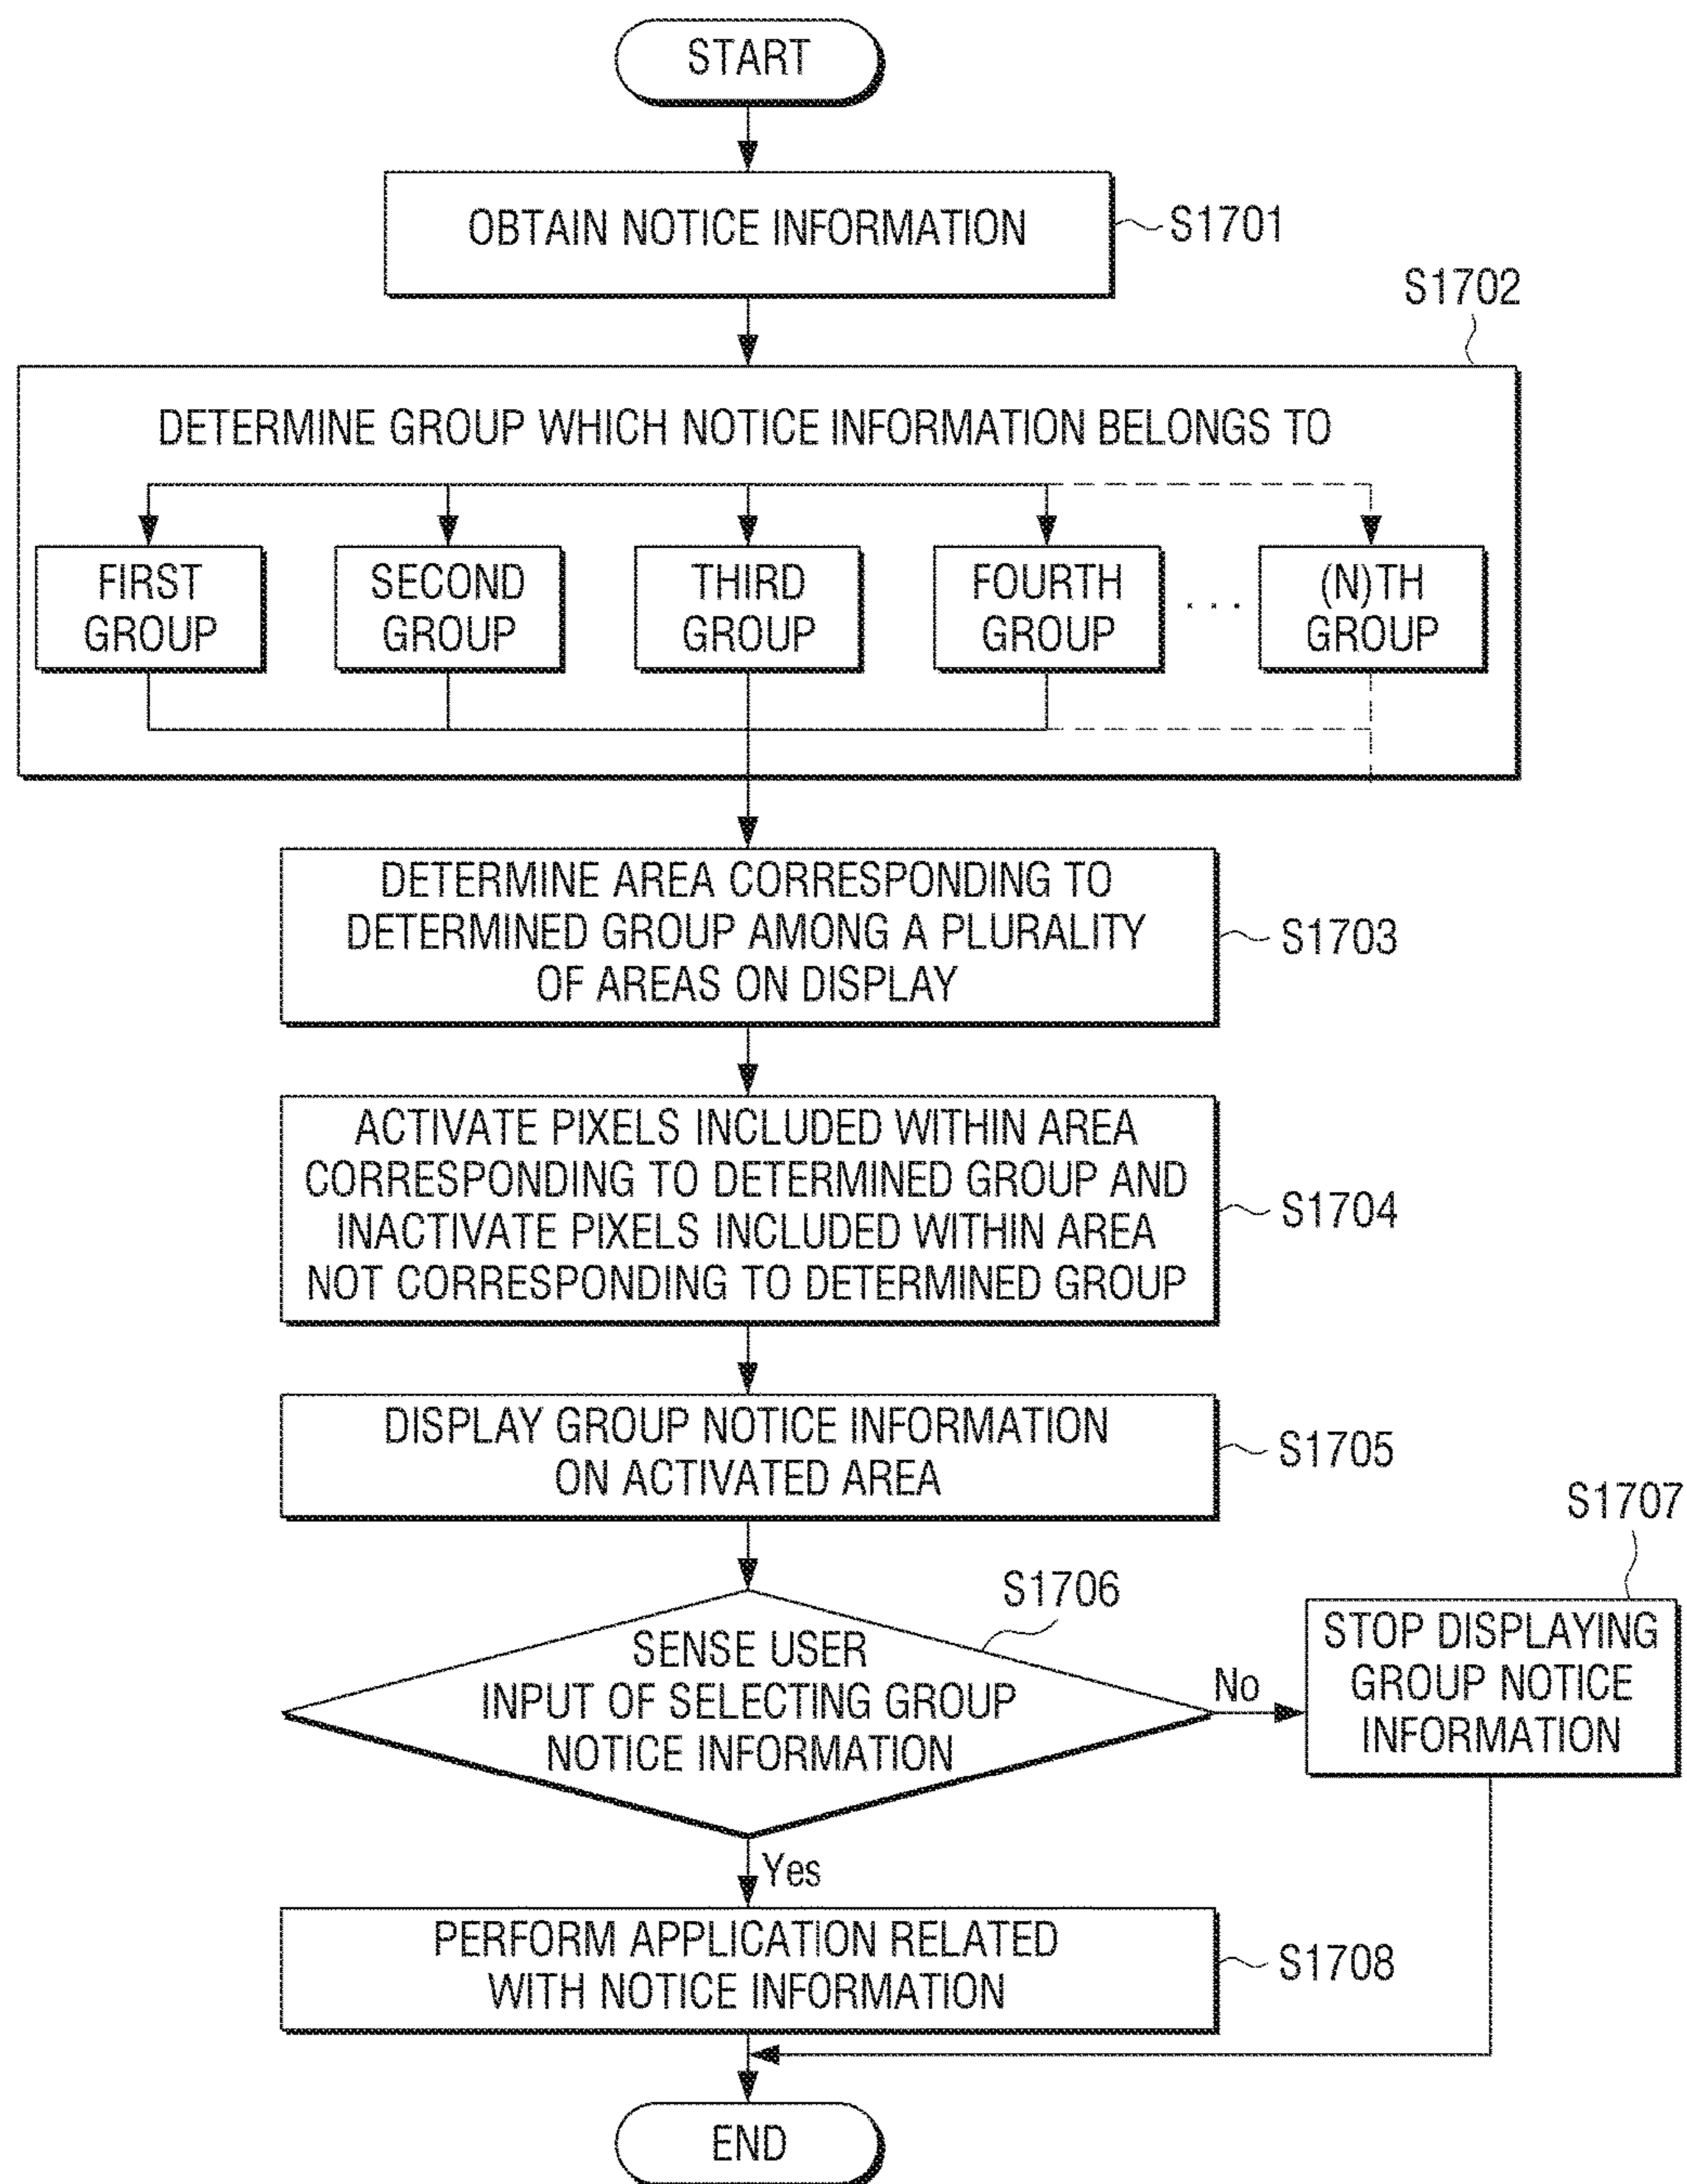 START
OBTAIN NOTICE INFORMATION
S1701
S1702
DETERMINE GROUP WHICH NOTICE INFORMATION BELONGS TO
FIRST
GROUP
SECOND
GROUP
THIRD
GROUP
FOURTH
GROUP
...
(N)TH
GROUP
DETERMINE AREA CORRESPONDING TO
DETERMINED GROUP AMONG A PLURALITY
OF AREAS ON DISPLAY
S1703
ACTIVATE PIXELS INCLUDED WITHIN AREA
CORRESPONDING TO DETERMINED GROUP AND
INACTIVATE PIXELS INCLUDED WITHIN AREA
NOT CORRESPONDING TO DETERMINED GROUP
S1704
DISPLAY GROUP NOTICE INFORMATION
ON ACTIVATED AREA
S1705
S1706
SENSE USER
INPUT OF SELECTING GROUP
NOTICE INFORMATION
No
S1707
STOP DISPLAYING
GROUP NOTICE
INFORMATION
Yes
PERFORM APPLICATION RELATED
WITH NOTICE INFORMATION
S1708
END